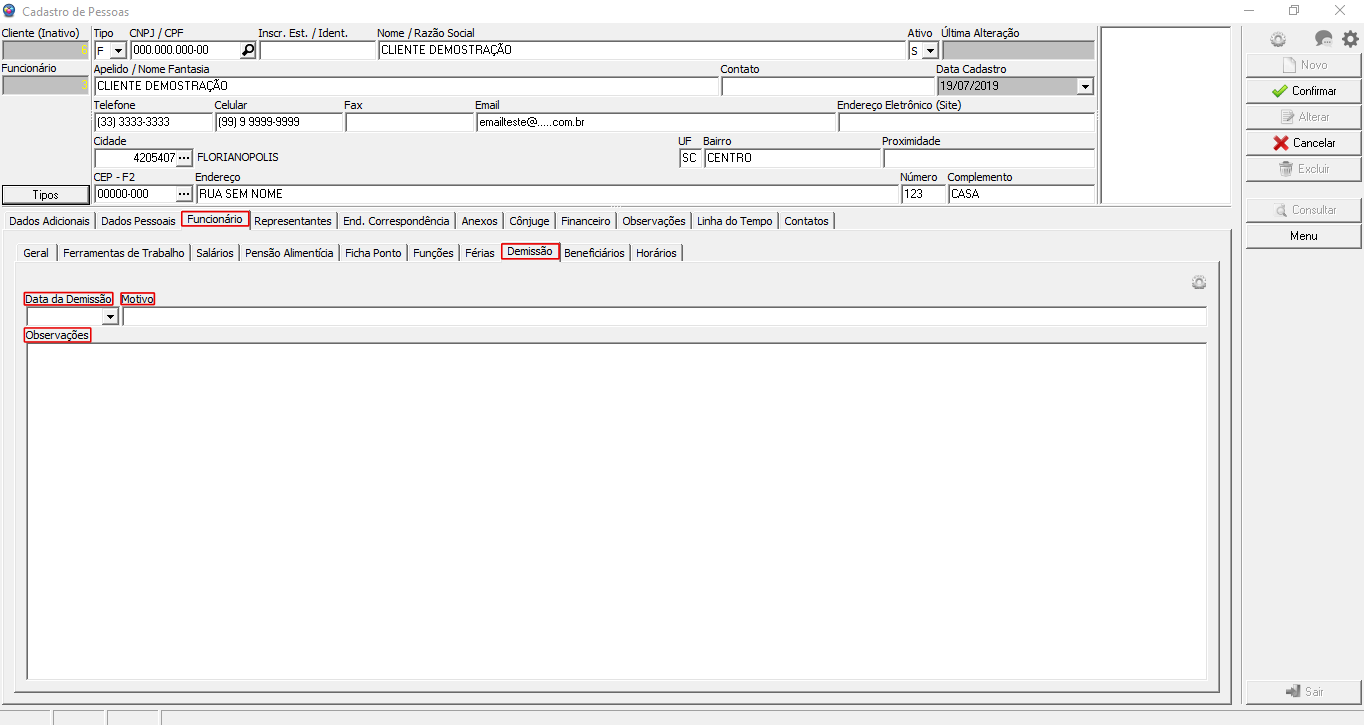 Cadastro de Pessoas
Cliente (Inativo) Tipo CNPJ / CPF Inscr. Est. / Ident. Nome / Razão Social Ativo Última Alteração
6 F 000.000.000-00 CLIENTE DEMOSTRAÇÃO S
Funcionário Apelido / Nome Fantasia Contato Data Cadastro
3 CLIENTE DEMOSTRAÇÃO 19/07/2019
Telefone Celular Fax Email Endereço Eletrônico (Site)
(33) 3333-3333 (99) 9 9999-9999 emailteste@.....com.br
Cidade UF Bairro Proximidade
4205407 ... FLORIANOPOLIS SC CENTRO
CEP - F2 Endereço Número Complemento
Tipos 00000-000 ... RUA SEM NOME 123 CASA
Dados Adicionais Dados Pessoais Funcionário Representantes End. Correspondência Anexos Cônjuge Financeiro Observações Linha do Tempo Contatos
Geral Ferramentas de Trabalho Salários Pensão Alimentícia Ficha Ponto Funções Férias Demissão Beneficiários Horários
Data da Demissão Motivo
Observações
Novo
Confirmar
Alterar
Cancelar
Excluir
Consultar
Menu
Sair